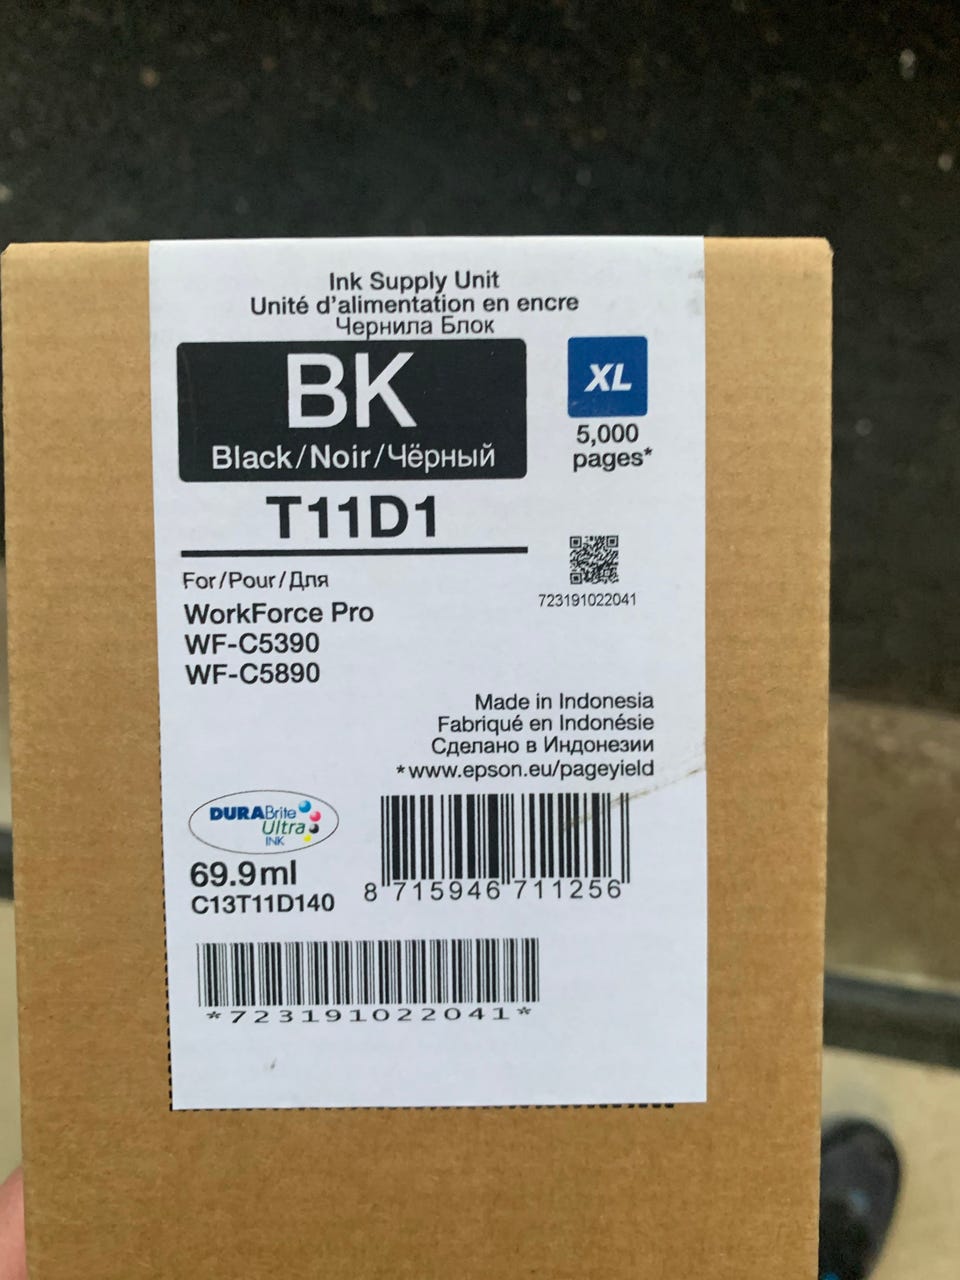 Ink Supply Unit
Unité d'alimentation en encre
Чернила Блок
BK
Black/Noir/Чёрный
XL
5,000
pages*
T11D1
723191022041
For/Pour/Для
WorkForce Pro
WF-C5390
WF-C5890
Made in Indonesia
Fabriqué en Indonésie
Сделано в Индонезии
*www.epson.eu/pageyield
DURABrite
Ultra
INK
69.9ml
C13T11D140
8 715946 711256
*723191022041*